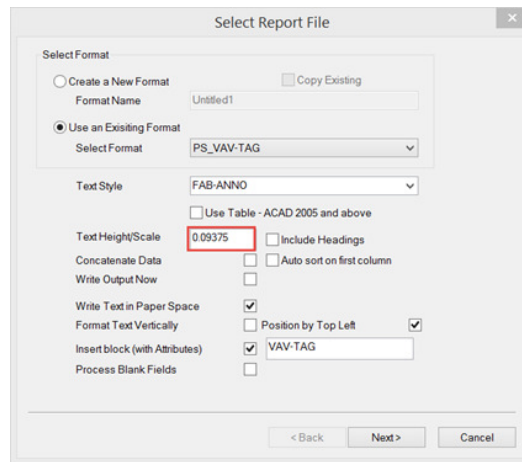 Select Report File
Select Format
Create a New Format
Copy Existing
Format Name
Untitled1
Use an Exisiting Format
Select Format
PS_VAV-TAG
Text Style
FAB-ANNO
Use Table - ACAD 2005 and above
Text Height/Scale
0.09375
Include Headings
Concatenate Data
Auto sort on first column
Write Output Now
Write Text in Paper Space
Format Text Vertically
Position by Top Left
Insert block (with Attributes)
VAV-TAG
Process Blank Fields
< Back
Next >
Cancel